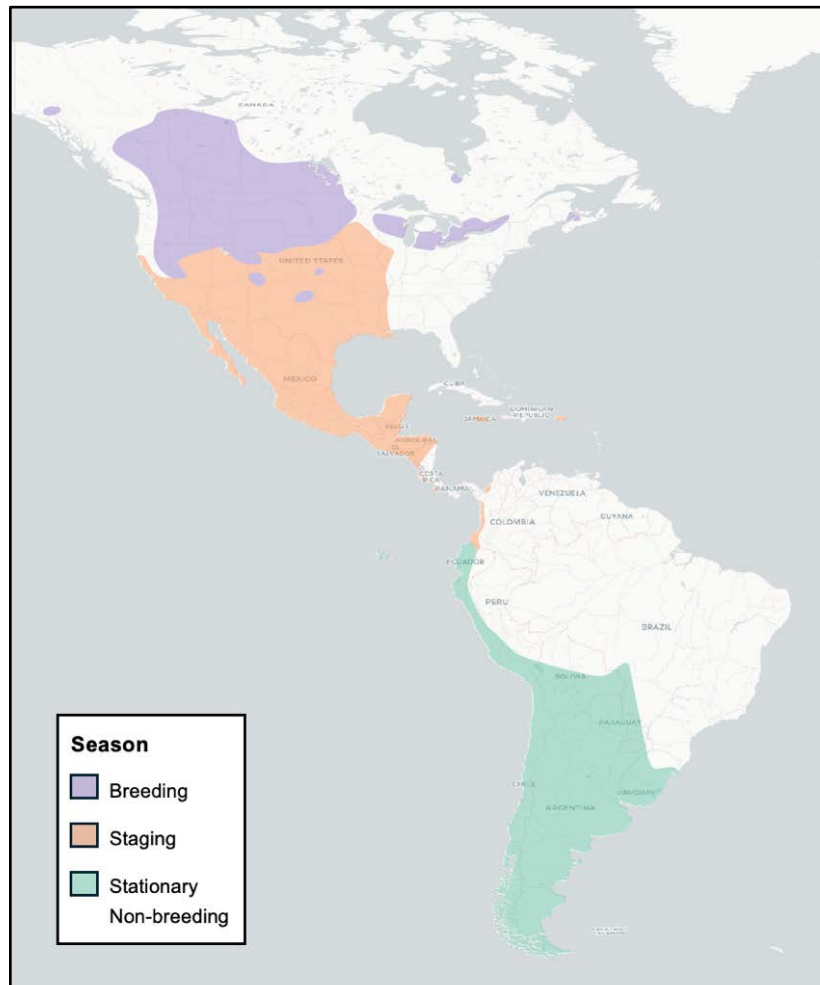 CANADA
UNITED STATES
MEXICO
CUBA
DOMINICAN
REPUBLIC
JAMAICA
BELIZE
HONDURAS
EL
SALVADOR
COSTA
RICA
PANAMA
VENEZUELA
GUYANA
COLOMBIA
ECUADOR
PERU
BRAZIL
BOLIVIA
PARAGUAY
CHILE
URUGUAY
ARGENTINA
Season
Breeding
Staging
Stationary
Non-breeding